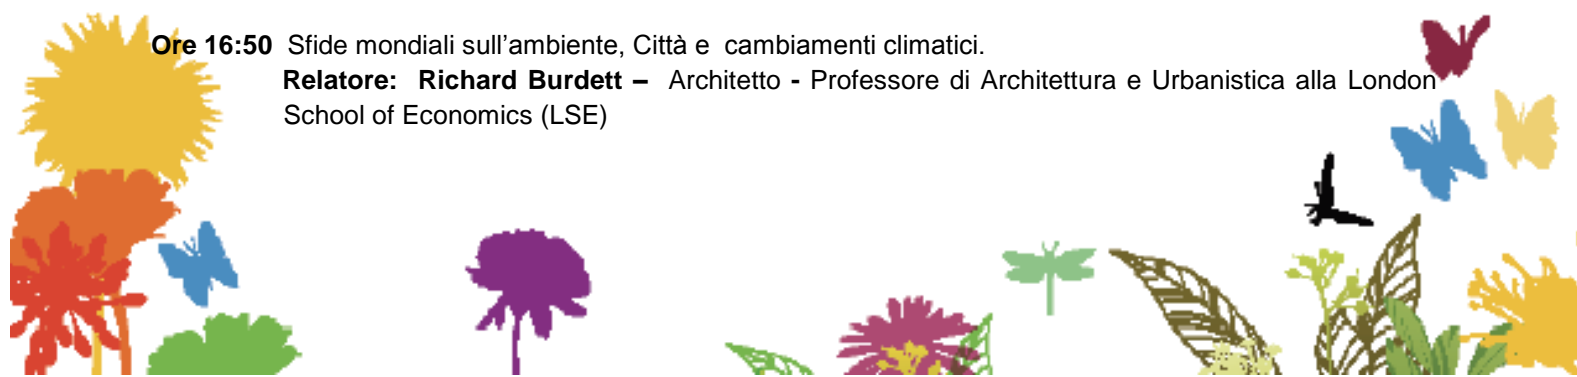 Ore 16:50 Sfide mondiali sull’ambiente, Città e cambiamenti climatici.
Relatore: Richard Burdett – Architetto - Professore di Architettura e Urbanistica alla London
School of Economics (LSE)